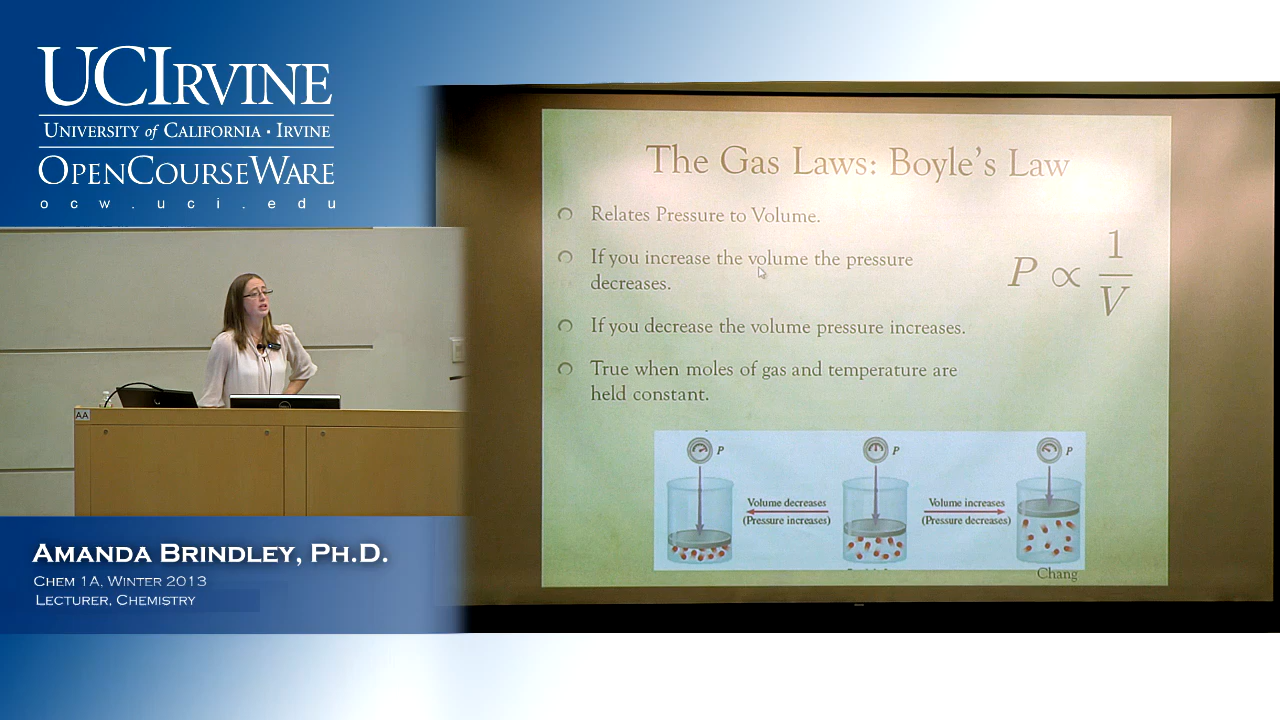 UCIRVINE
UNIVERSITY of CALIFORNIA · IRVINE
OPENCOURSEWARE
ocw.uci.edu
The Gas Laws: Boyle's Law
Relates Pressure to Volume.
If you increase the volume the pressure
decreases.
If you decrease the volume pressure increases.
True when moles of gas and temperature are
held constant.
P ∝ 1/V
P
P
P
Volume decreases
(Pressure increases)
Volume increases
(Pressure decreases)
Chang
AA
AMANDA BRINDLEY, PH.D.
CHEM 1A, WINTER 2013
LECTURER, CHEMISTRY